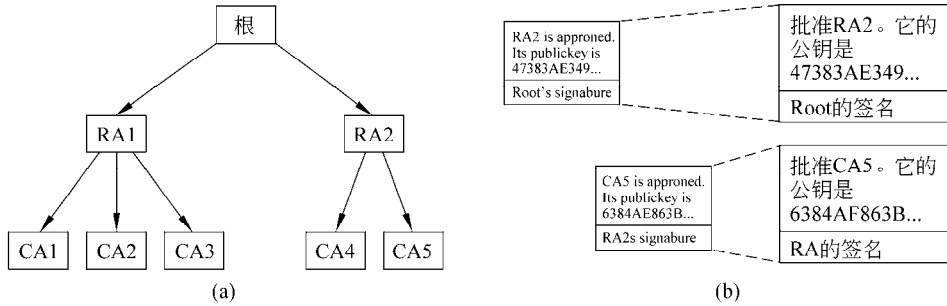 根
RA1
RA2
CA1
CA2
CA3
CA4
CA5
(a)
RA2 is approned.
Its publickey is
47383AE349...
Root's signabure
批准RA2。它的
公钥是
47383AE349...
Root的签名
CA5 is approned.
Its publickey is
6384AE863B...
RA2s signabure
批准CA5。它的
公钥是
6384AF863B...
RA的签名
(b)